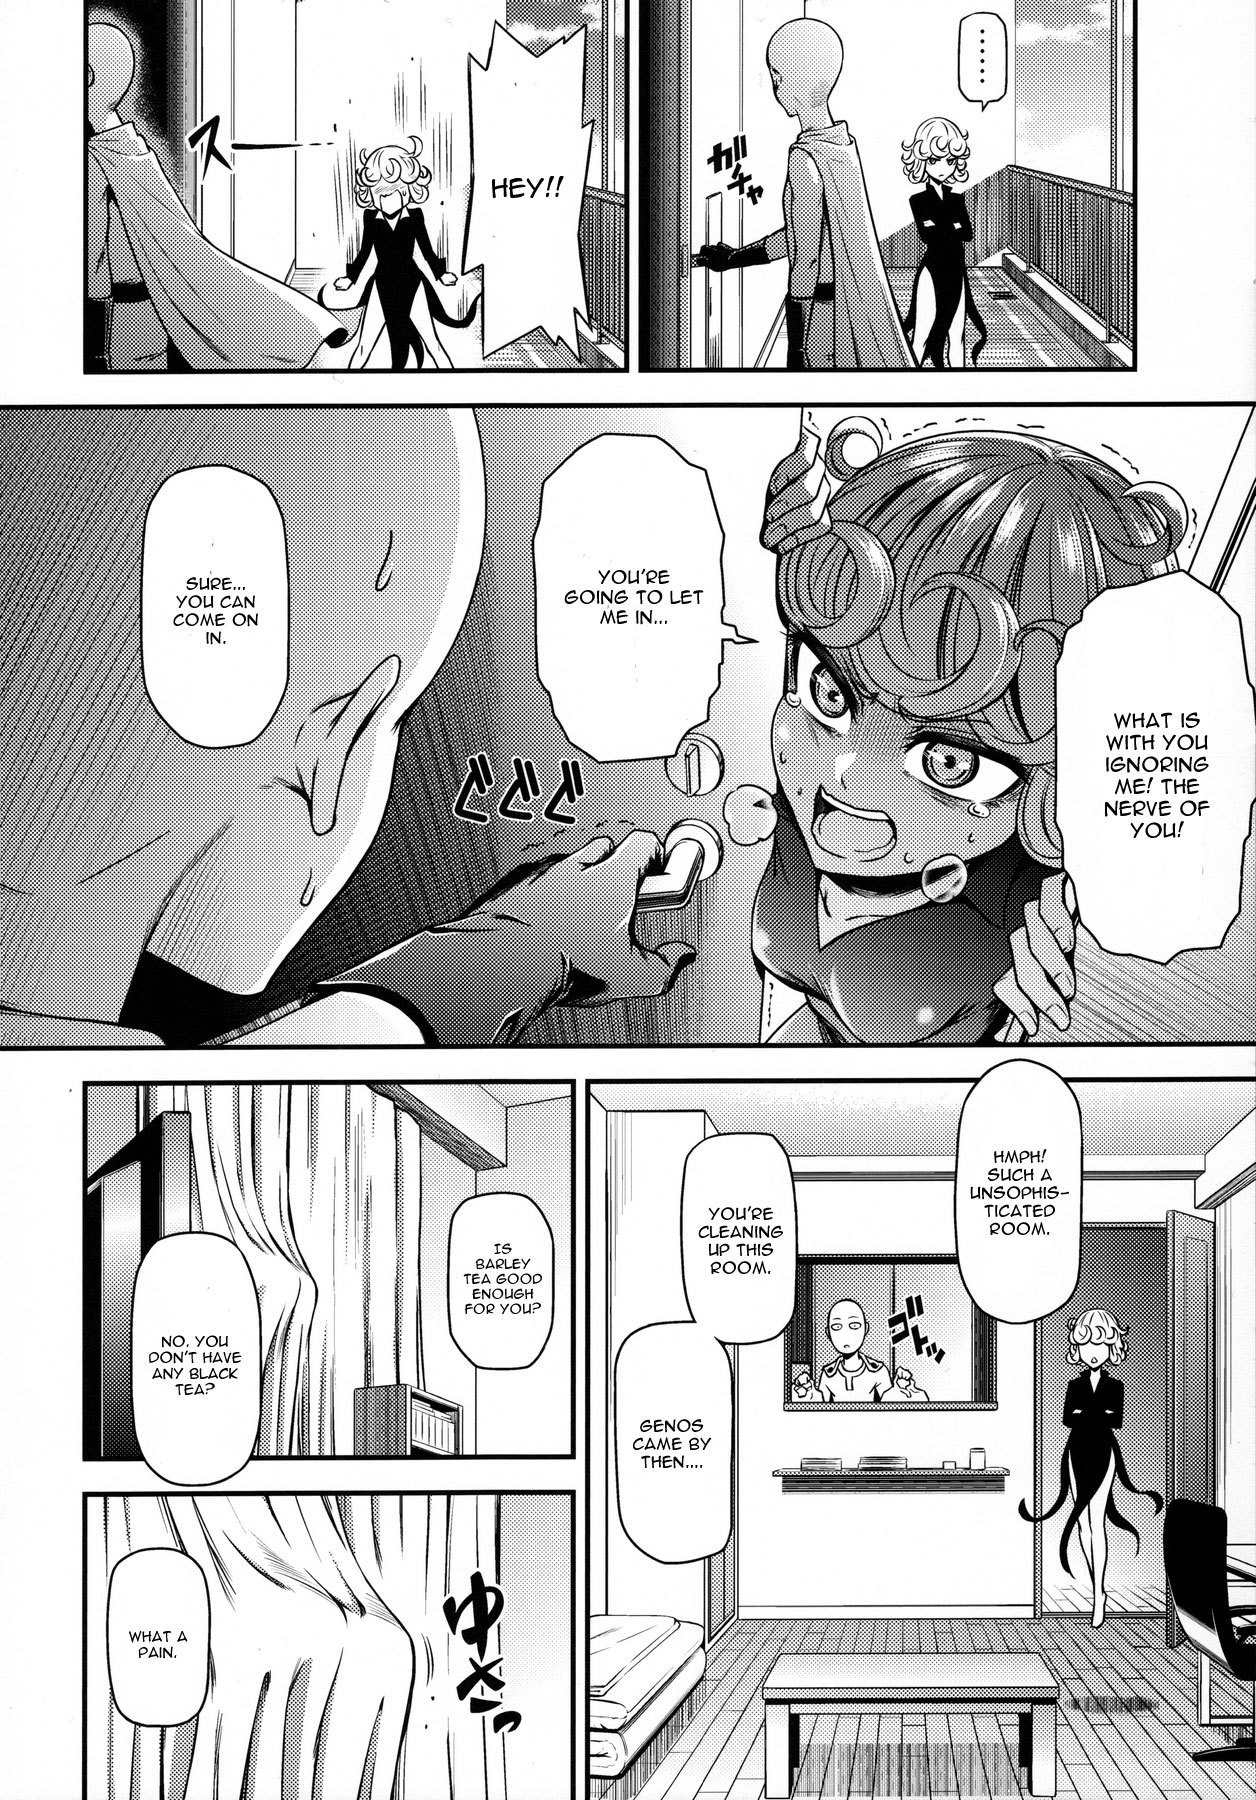 ......
ガチャ
HEY!!
スー
WHAT IS
WITH YOU
IGNORING
ME! THE
NERVE OF
YOU!
YOU'RE
GOING TO LET
ME IN...
ぐぐぐ
SURE...
YOU CAN
COME ON
IN.
HMPH!
SUCH A
UNSOPHIS-
TICATED
ROOM.
YOU'RE
CLEANING
UP THIS
ROOM.
ゴトッ
GENOS
CAME BY
THEN....
IS
BARLEY
TEA GOOD
ENOUGH
FOR YOU?
NO. YOU
DON'T HAVE
ANY BLACK
TEA?
WHAT A
PAIN.
ゆさっ